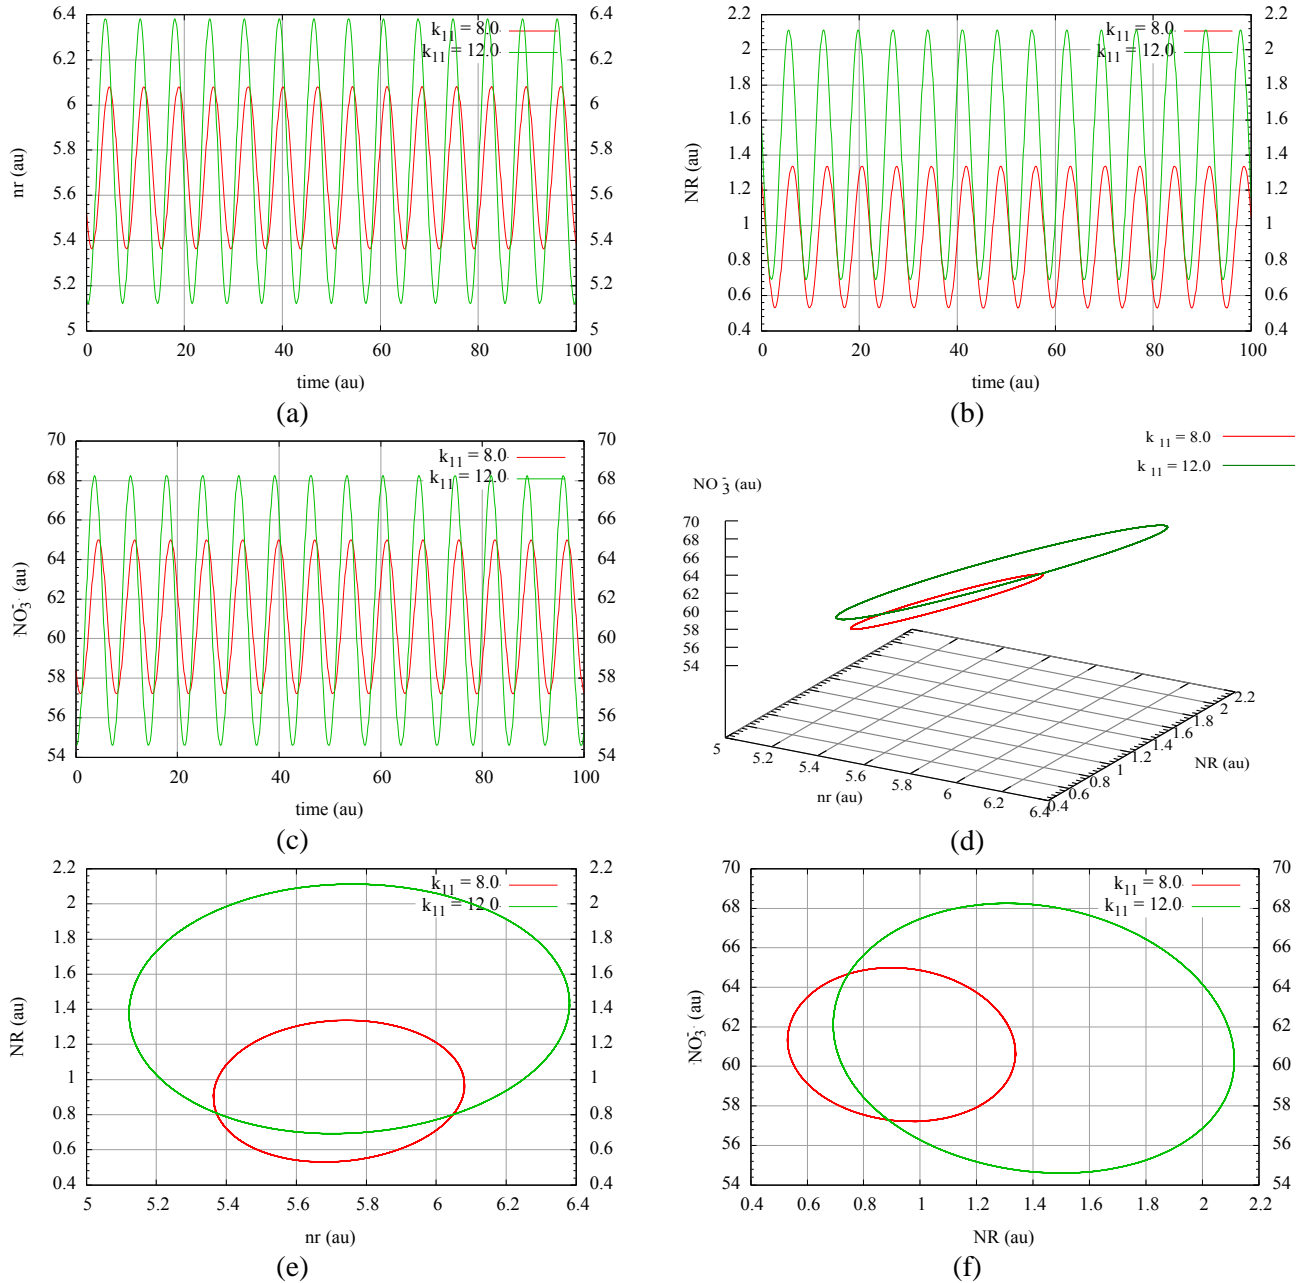 k11 = 8.0
k11 = 12.0
6.4 6.2 6 5.8 5.6 5.4 5.2 5
6.4 6.2 6 5.8 5.6 5.4 5.2 5
nr (au)
0 20 40 60 80 100
time (au)
(a)
k11 = 8.0
k11 = 12.0
2.2 2 1.8 1.6 1.4 1.2 1 0.8 0.6 0.4
2.2 2 1.8 1.6 1.4 1.2 1 0.8 0.6 0.4
NR (au)
0 20 40 60 80 100
time (au)
(b)
k11 = 8.0
k11 = 12.0
70 68 66 64 62 60 58 56 54
70 68 66 64 62 60 58 56 54
NO3- (au)
0 20 40 60 80 100
time (au)
(c)
k 11 = 8.0
k 11 = 12.0
NO 3- (au)
70 68 66 64 62 60 58 56 54
5 5.2 5.4 5.6 5.8 6 6.2 6.4
nr (au)
0.4 0.6 0.8 1 1.2 1.4 1.6 1.8 2 2.2
NR (au)
(d)
k11 = 8.0
k11 = 12.0
2.2 2 1.8 1.6 1.4 1.2 1 0.8 0.6 0.4
2.2 2 1.8 1.6 1.4 1.2 1 0.8 0.6 0.4
NR (au)
5 5.2 5.4 5.6 5.8 6 6.2 6.4
nr (au)
(e)
k11 = 8.0
k11 = 12.0
70 68 66 64 62 60 58 56 54
70 68 66 64 62 60 58 56 54
NO3- (au)
0.4 0.6 0.8 1 1.2 1.4 1.6 1.8 2 2.2
NR (au)
(f)